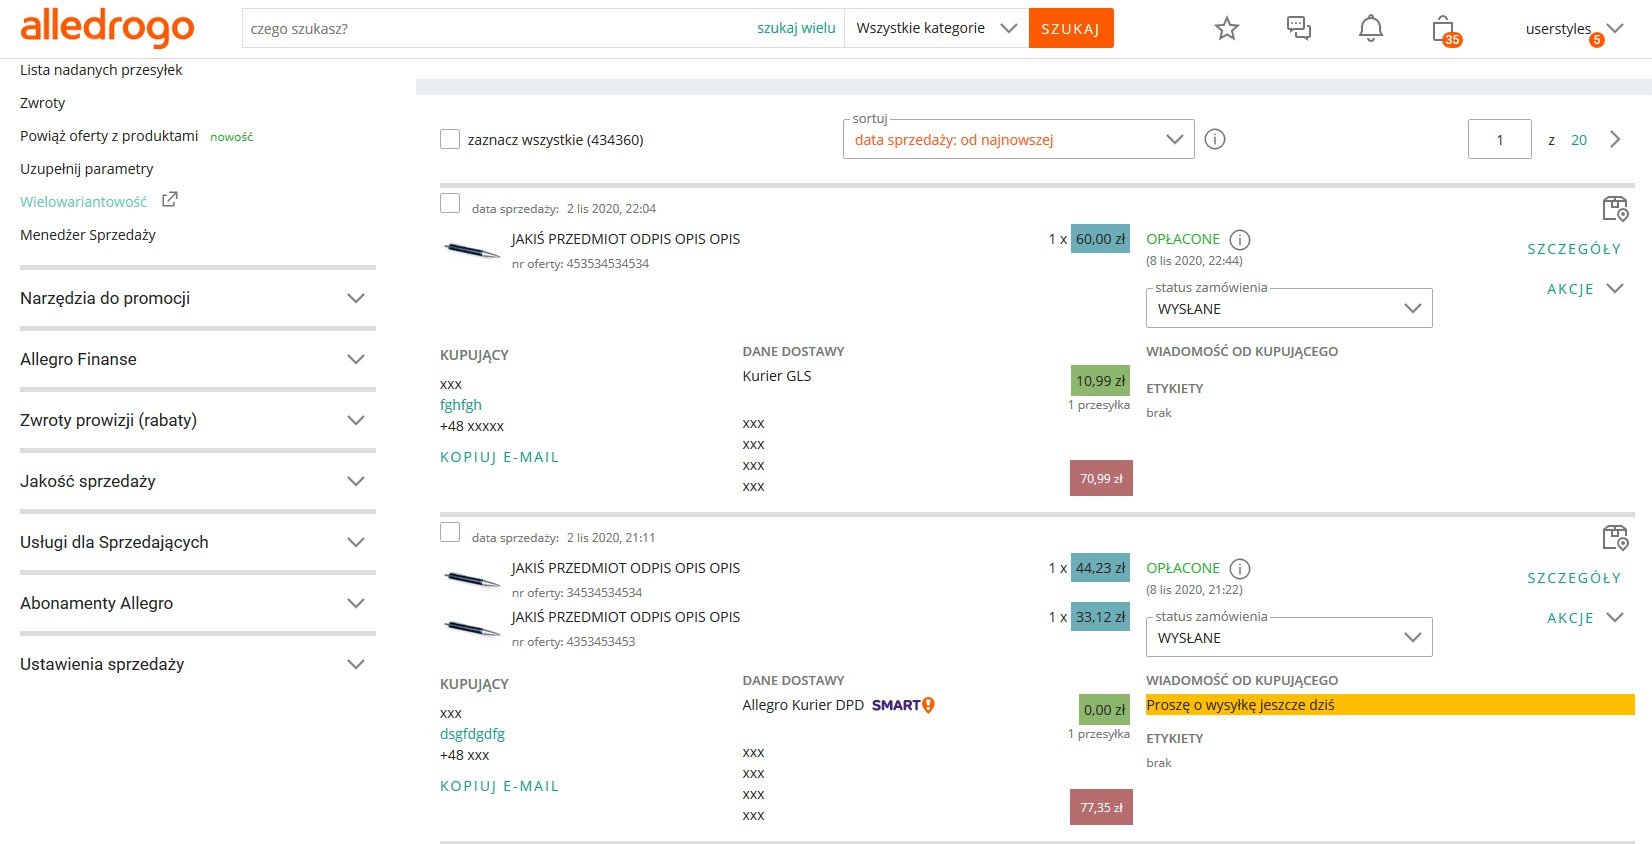 alledrogo
czego szukasz?
szukaj wielu
Wszystkie kategorie
SZUKAJ
35
userstyles
5
Lista nadanych przesyłek
Zwroty
Powiąż oferty z produktami nowość
Uzupełnij parametry
Wielowariantowość
Menedżer Sprzedaży
Narzędzia do promocji
Allegro Finanse
Zwroty prowizji (rabaty)
Jakość sprzedaży
Usługi dla Sprzedających
Abonamenty Allegro
Ustawienia sprzedaży
zaznacz wszystkie (434360)
sortuj
data sprzedaży: od najnowszej
1 z 20
data sprzedaży: 2 lis 2020, 22:04
JAKIŚ PRZEDMIOT ODPIS OPIS OPIS
nr oferty: 453534534534
1 x 60,00 zł
OPŁACONE
(8 lis 2020, 22:44)
status zamówienia
WYSŁANE
SZCZEGÓŁY
AKCJE
KUPUJĄCY
xxx
fghfgh
+48 xxxxx
KOPIUJ E-MAIL
DANE DOSTAWY
Kurier GLS
xxx
xxx
xxx
xxx
10,99 zł
1 przesyłka
70,99 zł
WIADOMOŚĆ OD KUPUJĄCEGO
ETYKIETY
brak
data sprzedaży: 2 lis 2020, 21:11
JAKIŚ PRZEDMIOT ODPIS OPIS OPIS
nr oferty: 34534534534
1 x 44,23 zł
JAKIŚ PRZEDMIOT ODPIS OPIS OPIS
nr oferty: 4353453453
1 x 33,12 zł
OPŁACONE
(8 lis 2020, 21:22)
status zamówienia
WYSŁANE
SZCZEGÓŁY
AKCJE
KUPUJĄCY
xxx
dsgfdgdfg
+48 xxx
KOPIUJ E-MAIL
DANE DOSTAWY
Allegro Kurier DPD SMART!
xxx
xxx
xxx
xxx
0,00 zł
1 przesyłka
77,35 zł
WIADOMOŚĆ OD KUPUJĄCEGO
Proszę o wysyłkę jeszcze dziś
ETYKIETY
brak